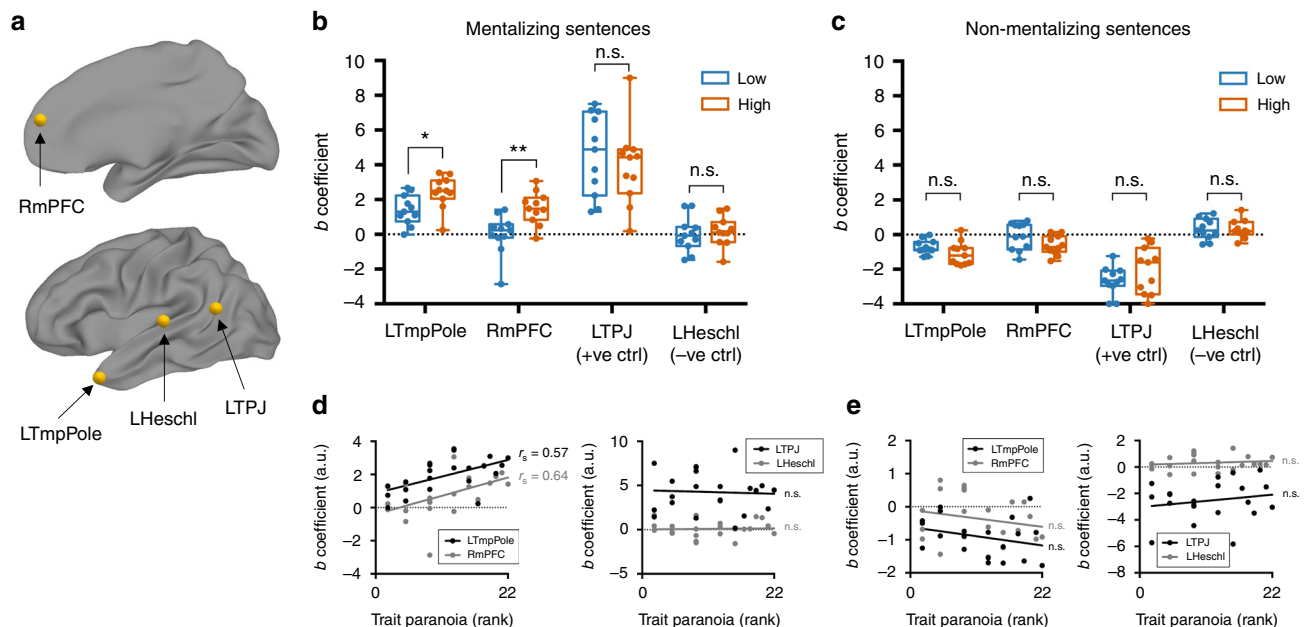 a
RmPFC
LTmpPole
LHeschl
LTPJ
b
Mentalizing sentences
n.s.
Low
High
*
**
n.s.
b coefficient
10
8
6
4
2
0
−2
−4
LTmpPole
RmPFC
LTPJ
(+ve ctrl)
LHeschl
(−ve ctrl)
c
Non-mentalizing sentences
Low
High
n.s.
n.s.
n.s.
n.s.
b coefficient
10
8
6
4
2
0
−2
−4
LTmpPole
RmPFC
LTPJ
(+ve ctrl)
LHeschl
(−ve ctrl)
d
b coefficient (a.u.)
4
2
0
−2
−4
rs = 0.57
rs = 0.64
LTmpPole
RmPFC
0
22
Trait paranoia (rank)
b coefficient (a.u.)
10
5
0
−5
LTPJ
LHeschl
n.s.
n.s.
0
22
Trait paranoia (rank)
e
b coefficient (a.u.)
2
1
0
−1
−2
LTmpPole
RmPFC
n.s.
n.s.
0
22
Trait paranoia (rank)
b coefficient (a.u.)
2
0
−2
−4
−6
−8
n.s.
n.s.
LTPJ
LHeschl
0
22
Trait paranoia (rank)